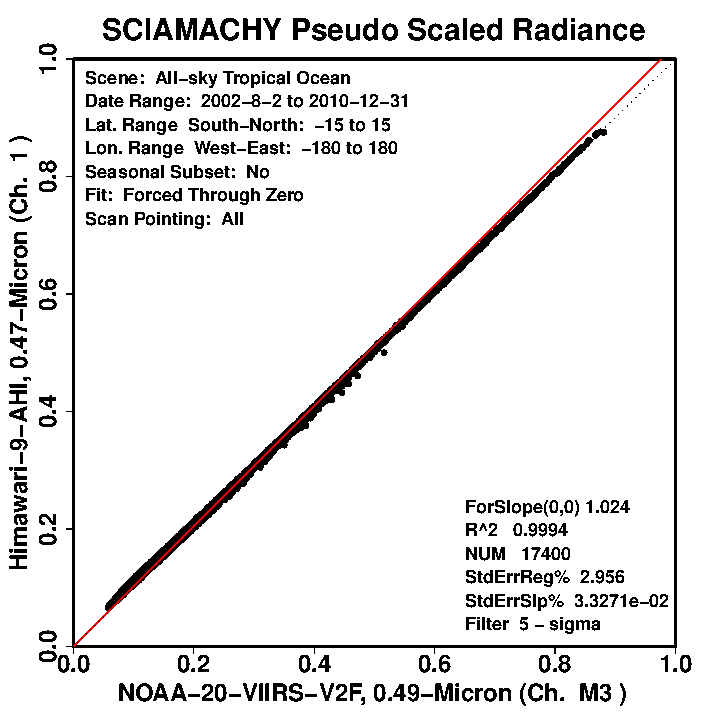 SCIAMACHY Pseudo Scaled Radiance
Scene:  All-sky Tropical Ocean
Date Range:  2002-8-2 to 2010-12-31
Lat. Range  South-North:  -15 to 15
Lon. Range  West-East:  -180 to 180
Seasonal Subset:  No
Fit:  Forced Through Zero
Scan Pointing:  All
1.0
0.8
0.6
0.4
0.2
0.0
Himawari-9-AHI, 0.47-Micron (Ch.  1 )
ForSlope(0,0) 1.024
R^2   0.9994
NUM   17400
StdErrReg%  2.956
StdErrSlp%  3.3271e-02
Filter  5 - sigma
0.0 0.2 0.4 0.6 0.8 1.0
NOAA-20-VIIRS-V2F, 0.49-Micron (Ch.  M3 )